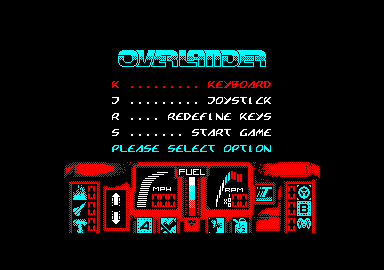 OVERLANDER
K ......... KEYBOARD
J ......... JOYSTICK
R .... REDEFINE KEYS
S ....... START GAME
PLEASE SELECT OPTION
FUEL
MPH
RPM